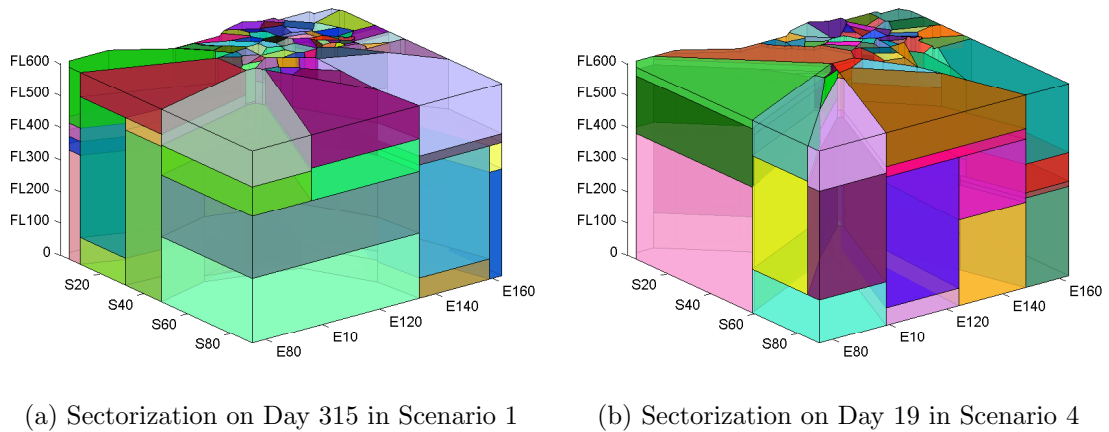 FL600
FL500
FL400
FL300
FL200
FL100
0
S20
S40
S60
S80
E80
E10
E120
E140
E160
FL600
FL500
FL400
FL300
FL200
FL100
0
S20
S40
S60
S80
E80
E10
E120
E140
E160
(a) Sectorization on Day 315 in Scenario 1
(b) Sectorization on Day 19 in Scenario 4